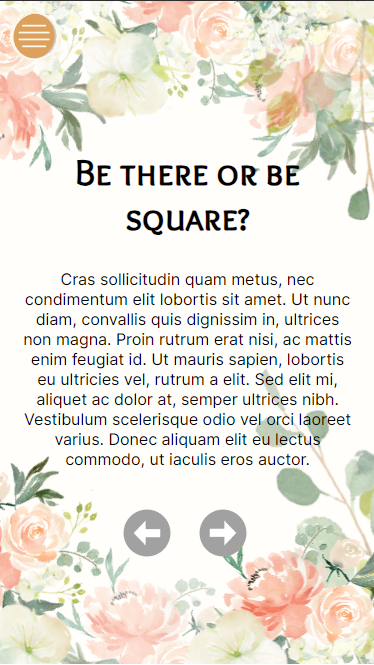 Be there or be
square?
Cras sollicitudin quam metus, nec
condimentum elit lobortis sit amet. Ut nunc
diam, convallis quis dignissim in, ultrices
non magna. Proin rutrum erat nisi, ac mattis
enim feugiat id. Ut mauris sapien, lobortis
eu ultricies vel, rutrum a elit. Sed elit mi,
aliquet ac dolor at, semper ultrices nibh.
Vestibulum scelerisque odio vel orci laoreet
varius. Donec aliquam elit eu lectus
commodo, ut iaculis eros auctor.